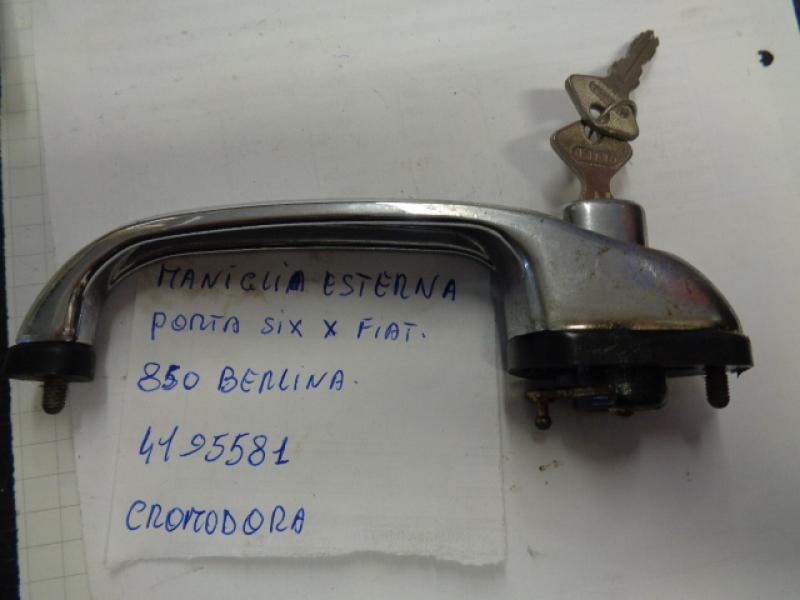 MANIGLIA ESTERNA
PORTA SIX X FIAT.
850 BERLINA.
4195581
CROMODORA